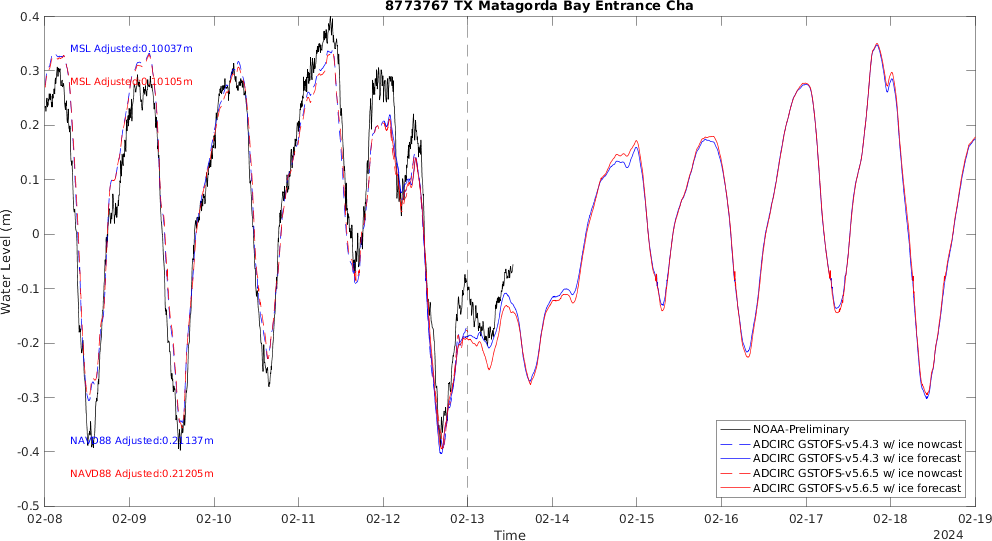 8773767 TX Matagorda Bay Entrance Cha
0.4
0.3
0.2
0.1
0
-0.1
-0.2
-0.3
-0.4
-0.5
Water Level (m)
MSL Adjusted:0.10037m
MSL Adjusted:0.10105m
NAVD88 Adjusted:0.21137m
NAVD88 Adjusted:0.21205m
NOAA-Preliminary
ADCIRC GSTOFS-v5.4.3 w/ ice nowcast
ADCIRC GSTOFS-v5.4.3 w/ ice forecast
ADCIRC GSTOFS-v5.6.5 w/ ice nowcast
ADCIRC GSTOFS-v5.6.5 w/ ice forecast
02-08 02-09 02-10 02-11 02-12 02-13 02-14 02-15 02-16 02-17 02-18 02-19
Time
2024